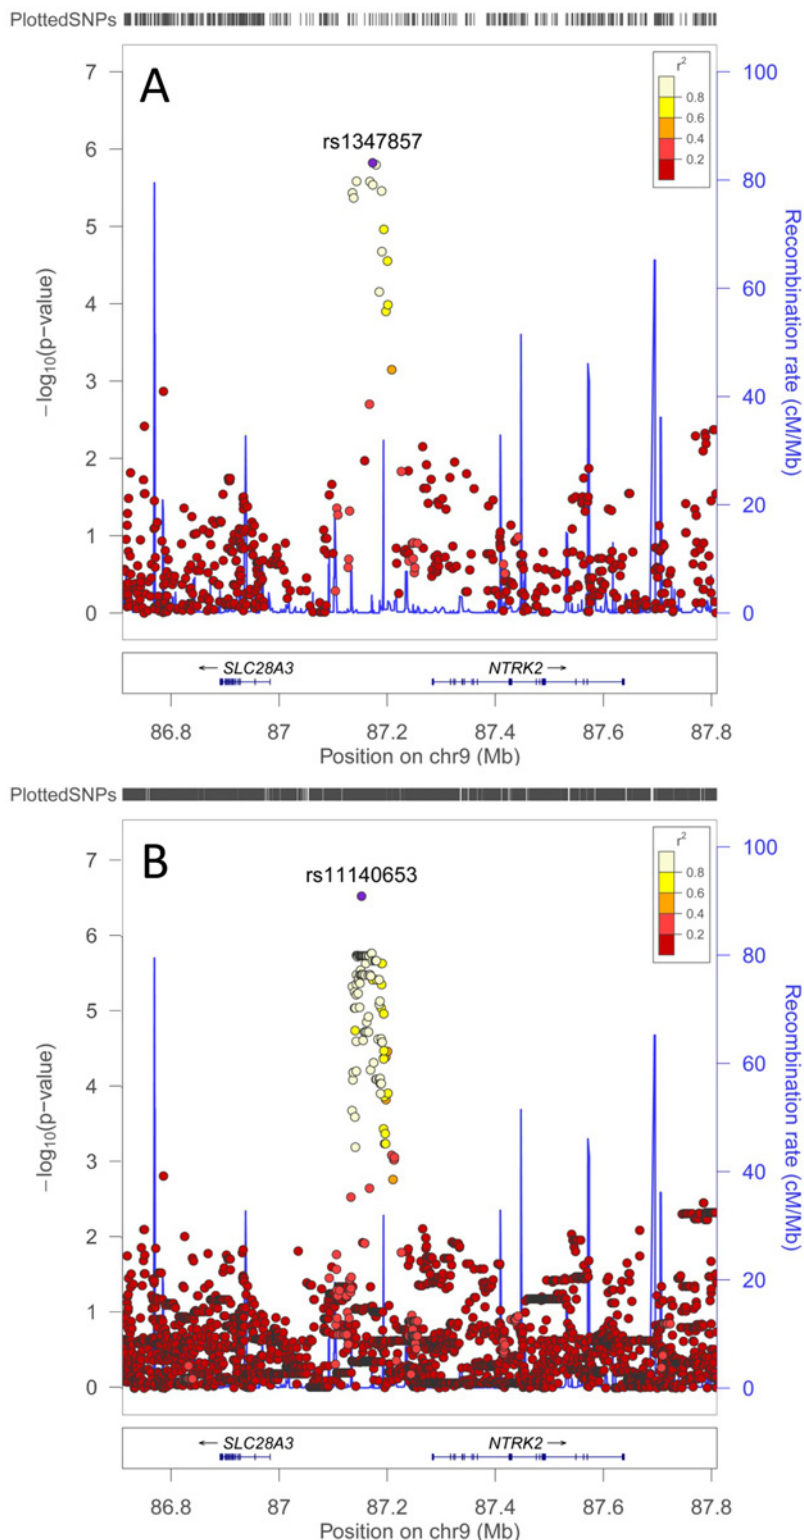 PlottedSNPs
A
rs1347857
r²
0.8
0.6
0.4
0.2
7
6
5
4
3
2
1
0
−log₁₀(p−value)
100
80
60
40
20
0
Recombination rate (cM/Mb)
← SLC28A3
NTRK2 →
86.8 87 87.2 87.4 87.6 87.8
Position on chr9 (Mb)
PlottedSNPs
B
rs11140653
r²
0.8
0.6
0.4
0.2
7
6
5
4
3
2
1
0
−log₁₀(p−value)
100
80
60
40
20
0
Recombination rate (cM/Mb)
← SLC28A3
NTRK2 →
86.8 87 87.2 87.4 87.6 87.8
Position on chr9 (Mb)